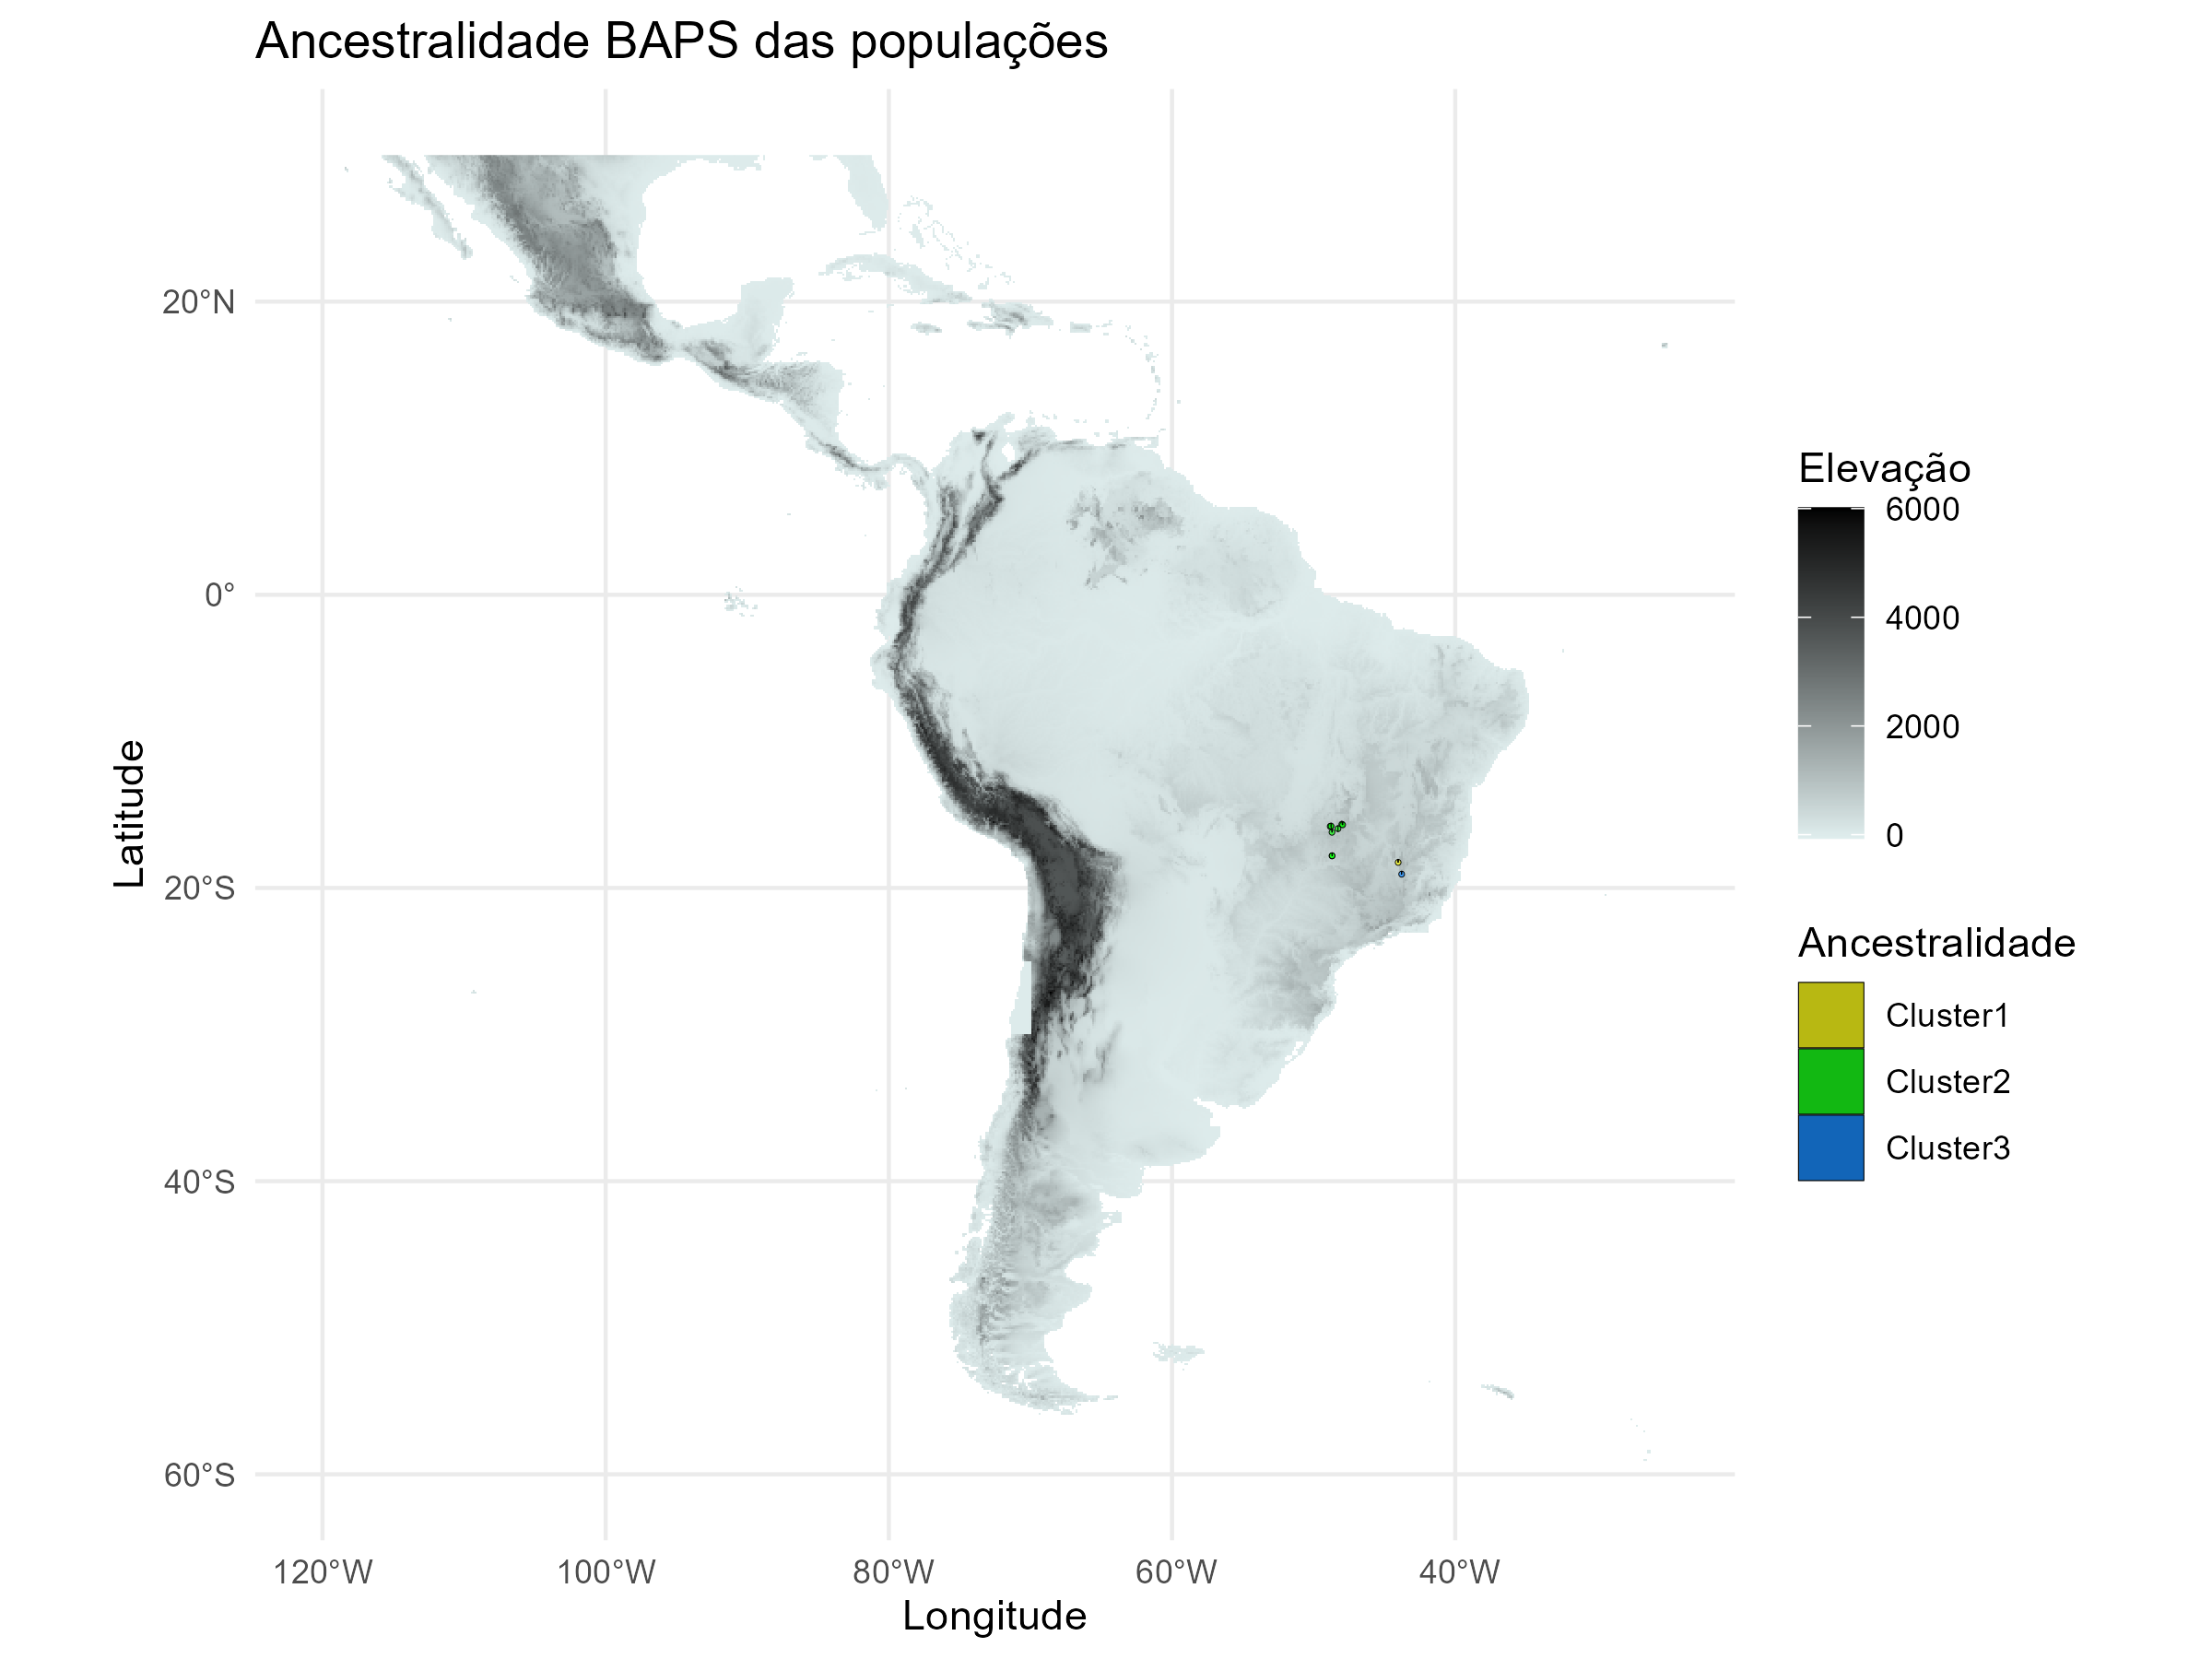 Ancestralidade BAPS das populações
20°N
0°
20°S
40°S
60°S
Latitude
120°W
100°W
80°W
60°W
40°W
Longitude
Elevação
6000
4000
2000
0
Ancestralidade
Cluster1
Cluster2
Cluster3